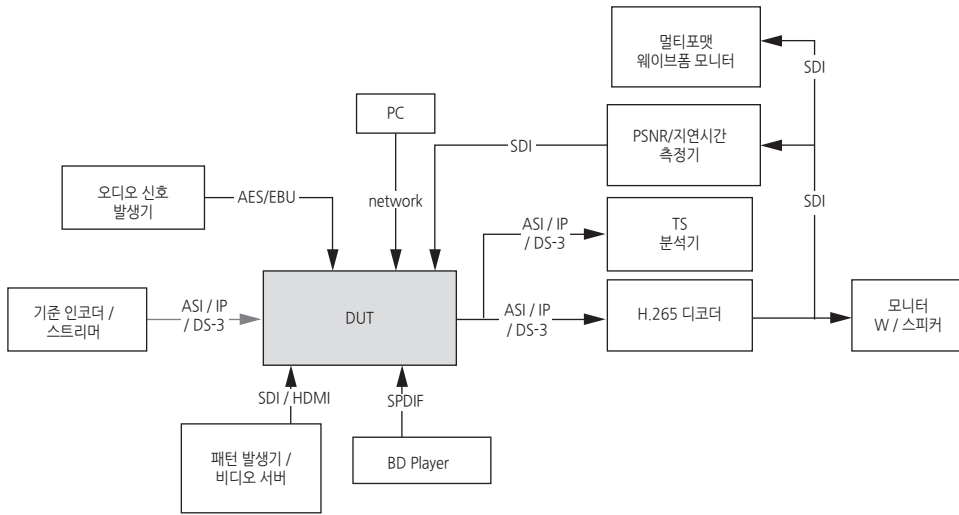 멀티포맷
웨이브폼 모니터
SDI
PC
SDI
PSNR/지연시간
측정기
오디오 신호
발생기
AES/EBU
network
SDI
ASI / IP
/ DS-3
TS
분석기
기준 인코더 /
스트리머
ASI / IP
/ DS-3
DUT
ASI / IP
/ DS-3
H.265 디코더
모니터
W / 스피커
SDI / HDMI
SPDIF
패턴 발생기 /
비디오 서버
BD Player